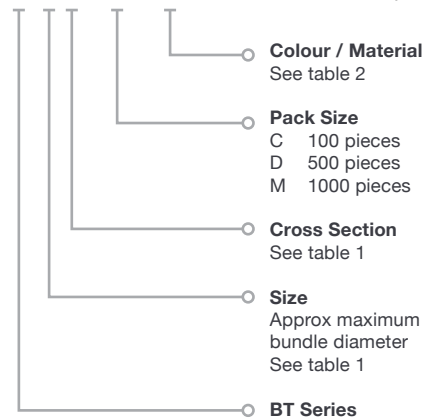 Colour / Material
See table 2
Pack Size
C 100 pieces
D 500 pieces
M 1000 pieces
Cross Section
See table 1
Size
Approx maximum
bundle diameter
See table 1
BT Series